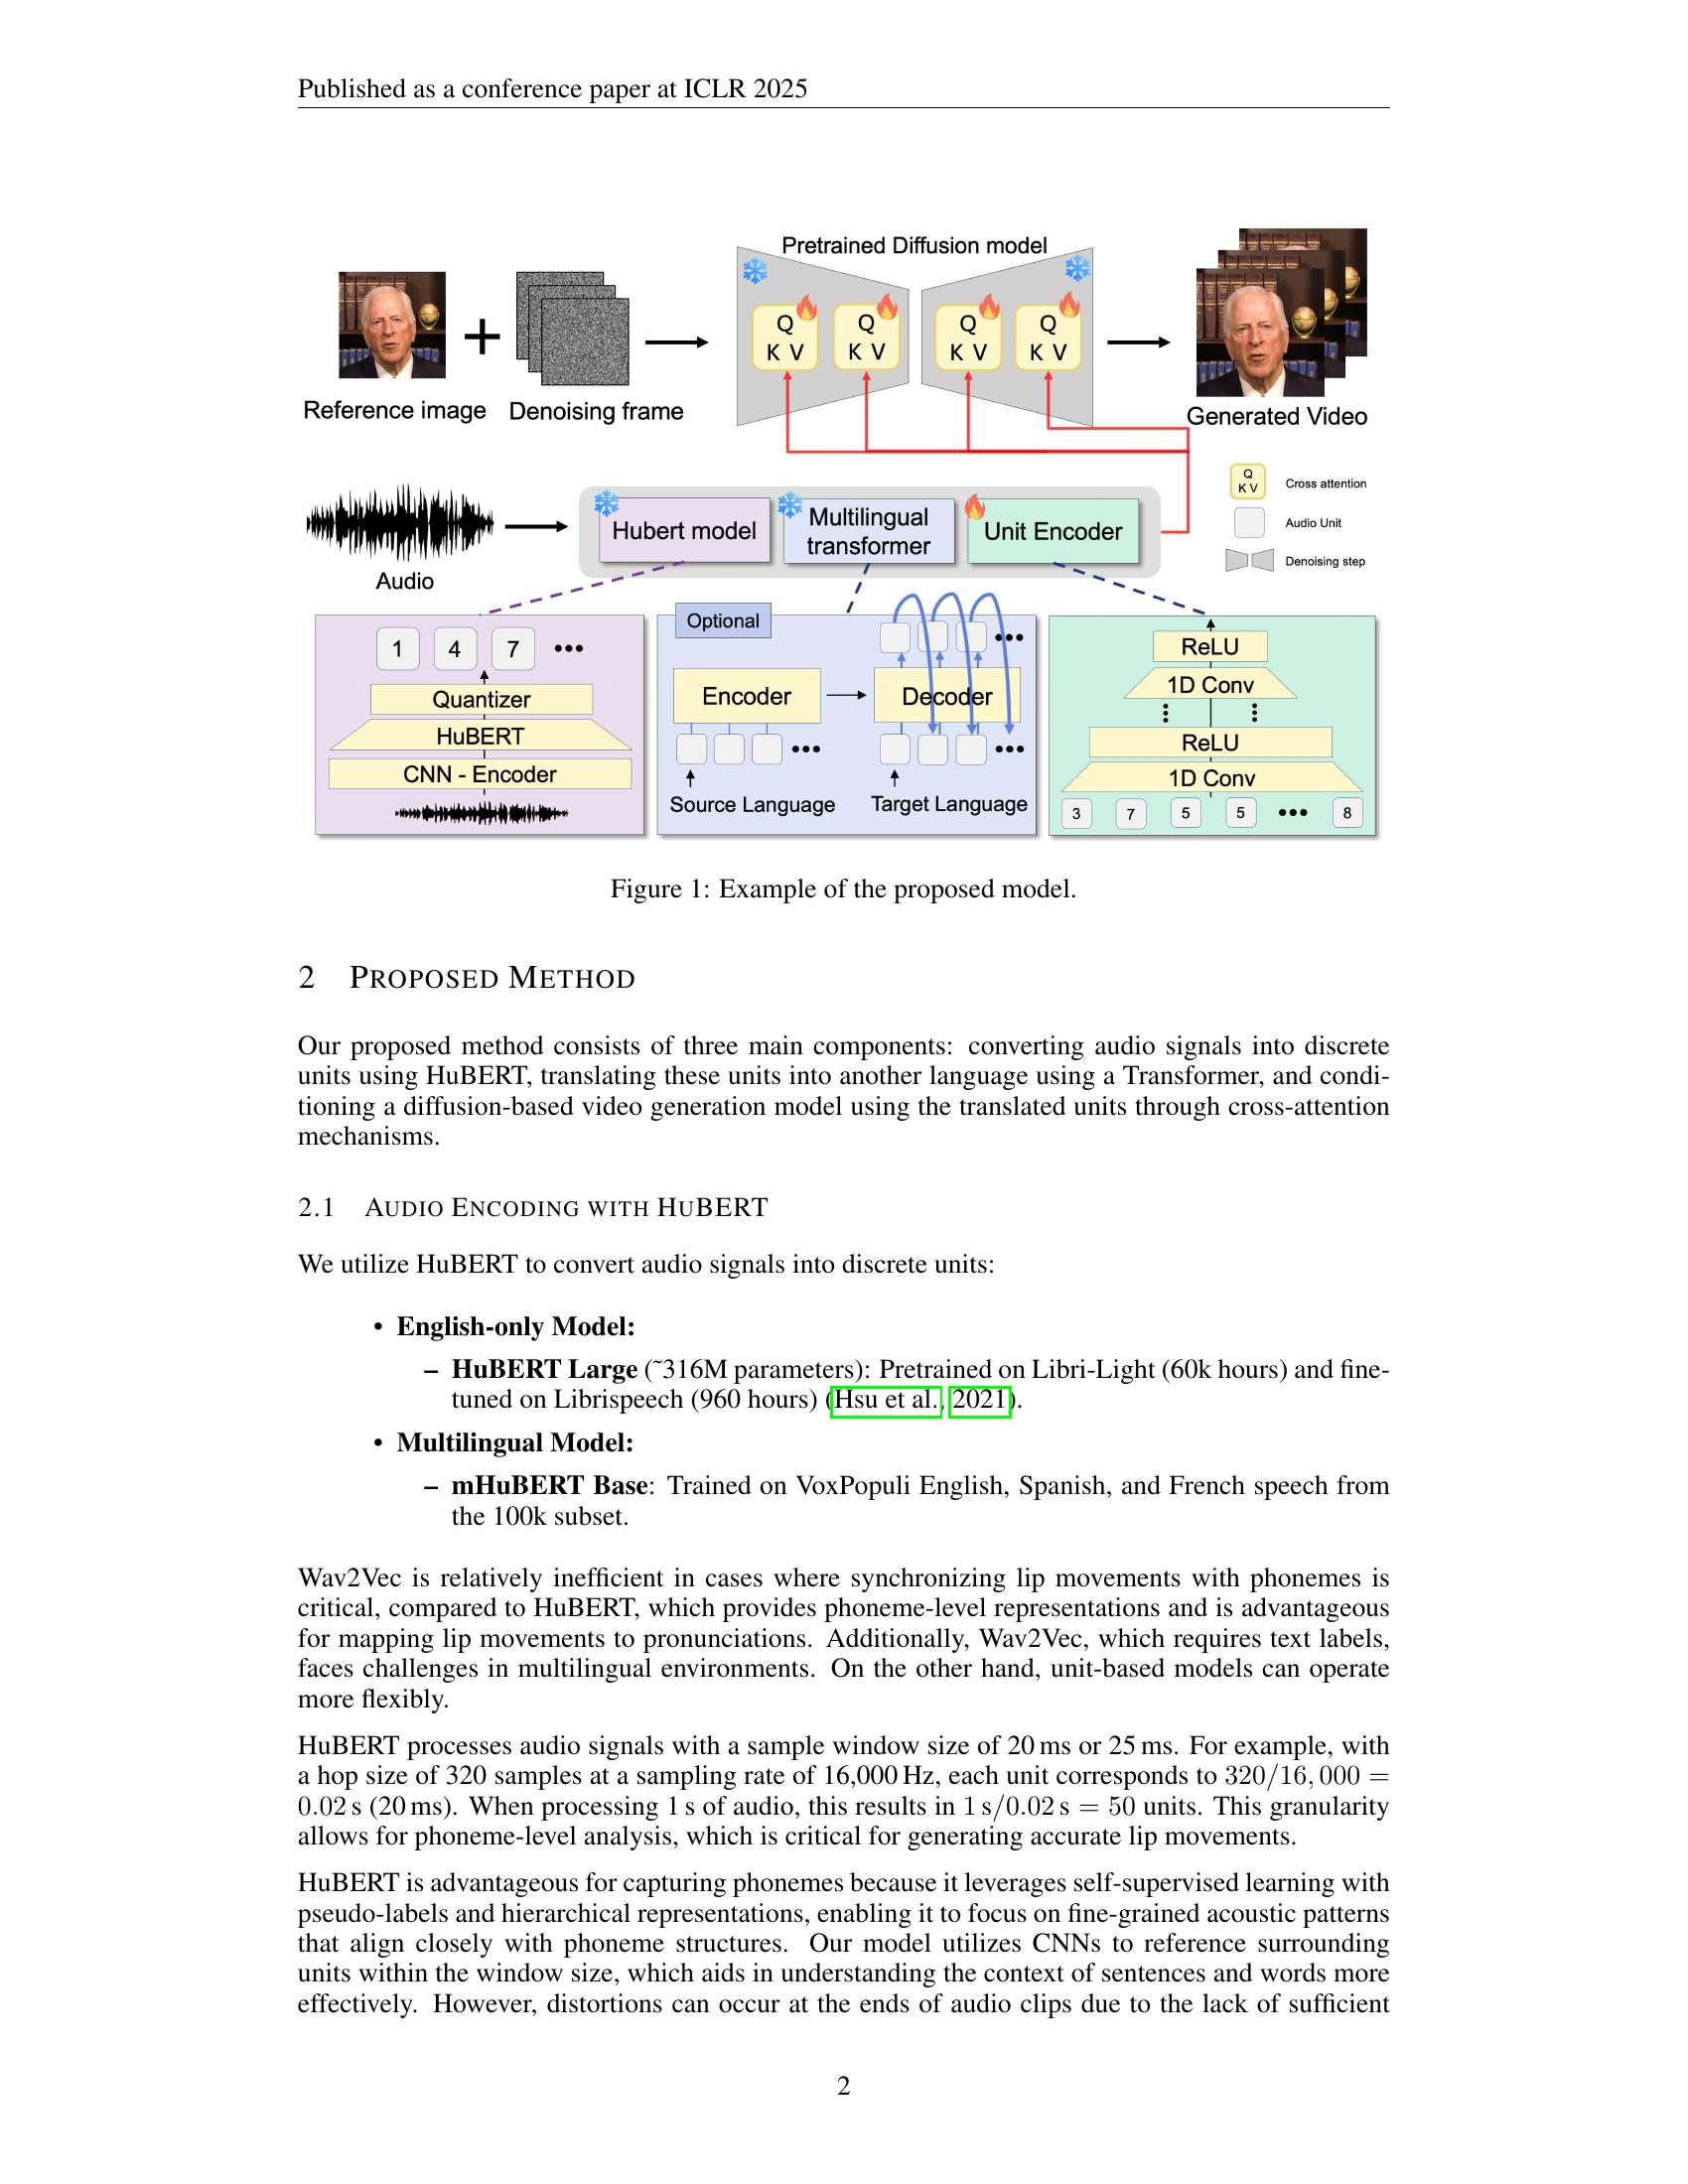 Published as a conference paper at ICLR 2025
Pretrained Diffusion model
Q
K V
Q
K V
Q
K V
Q
K V
Reference image
Denoising frame
Generated Video
Audio
Hubert model
Multilingual
transformer
Unit Encoder
Q
K V
Cross attention
Audio Unit
Denoising step
1 4 7 •••
Quantizer
HuBERT
CNN - Encoder
Optional
•••
Encoder
Decoder
•••
•••
Source Language
Target Language
ReLU
1D Conv
ReLU
1D Conv
3 7 5 5 ••• 8
Figure 1: Example of the proposed model.
2 PROPOSED METHOD
Our proposed method consists of three main components: converting audio signals into discrete
units using HuBERT, translating these units into another language using a Transformer, and condi-
tioning a diffusion-based video generation model using the translated units through cross-attention
mechanisms.
2.1 AUDIO ENCODING WITH HUBERT
We utilize HuBERT to convert audio signals into discrete units:
• English-only Model:
– HuBERT Large (˜316M parameters): Pretrained on Libri-Light (60k hours) and fine-
tuned on Librispeech (960 hours) (Hsu et al., 2021).
• Multilingual Model:
– mHuBERT Base: Trained on VoxPopuli English, Spanish, and French speech from
the 100k subset.
Wav2Vec is relatively inefficient in cases where synchronizing lip movements with phonemes is
critical, compared to HuBERT, which provides phoneme-level representations and is advantageous
for mapping lip movements to pronunciations. Additionally, Wav2Vec, which requires text labels,
faces challenges in multilingual environments. On the other hand, unit-based models can operate
more flexibly.
HuBERT processes audio signals with a sample window size of 20 ms or 25 ms. For example, with
a hop size of 320 samples at a sampling rate of 16,000 Hz, each unit corresponds to 320/16, 000 =
0.02 s (20 ms). When processing 1 s of audio, this results in 1 s/0.02 s = 50 units. This granularity
allows for phoneme-level analysis, which is critical for generating accurate lip movements.
HuBERT is advantageous for capturing phonemes because it leverages self-supervised learning with
pseudo-labels and hierarchical representations, enabling it to focus on fine-grained acoustic patterns
that align closely with phoneme structures. Our model utilizes CNNs to reference surrounding
units within the window size, which aids in understanding the context of sentences and words more
effectively. However, distortions can occur at the ends of audio clips due to the lack of sufficient
2